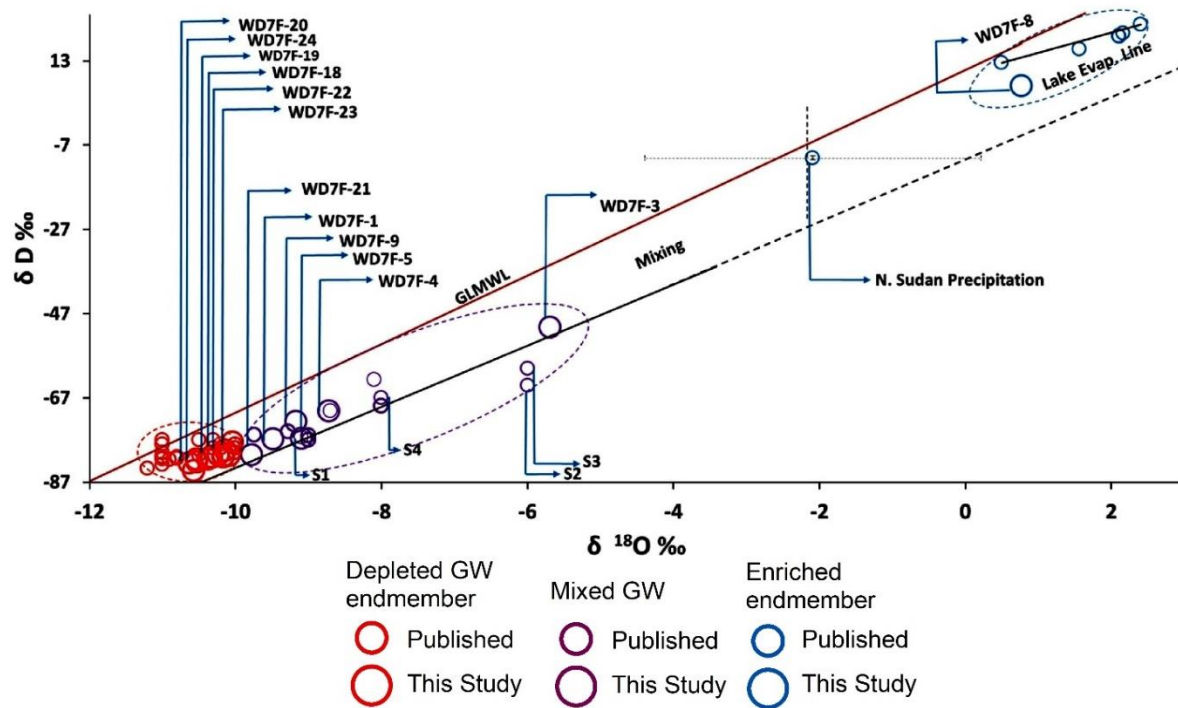 WD7F-20
WD7F-24
WD7F-19
WD7F-18
WD7F-22
WD7F-23
WD7F-21
WD7F-1
WD7F-9
WD7F-5
WD7F-4
WD7F-3
WD7F-8
Lake Evap. Line
GLMWL
Mixing
N. Sudan Precipitation
S1
S4
S3
S2
δ D ‰
13
-7
-27
-47
-67
-87
-12 -10 -8 -6 -4 -2 0 2
δ 18O ‰
Depleted GW endmember
Mixed GW
Enriched endmember
Published Published Published
This Study This Study This Study